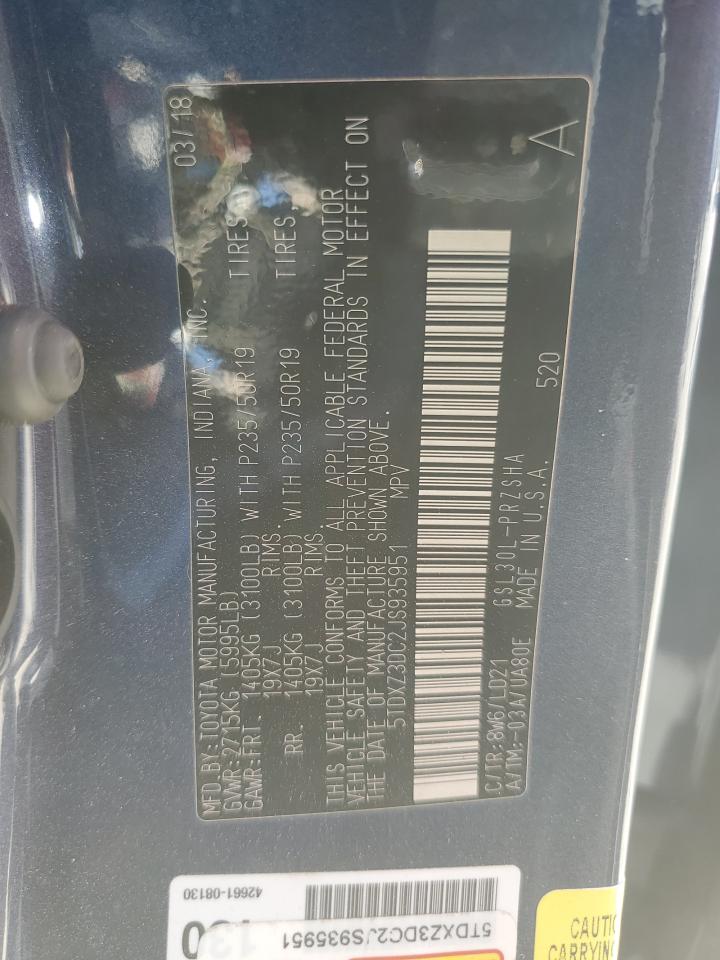 MFD BY:TOYOTA MOTOR MANUFACTURING, INDIANA, INC. 03/18
GVWR:2715KG (5995LB)
GAWR:FRT. 1405KG (3100LB) WITH P235/50R19 TIRES,
19X7J RIMS.
RR. 1405KG (3100LB) WITH P235/50R19 TIRES,
19X7J RIMS.
THIS VEHICLE CONFORMS TO ALL APPLICABLE FEDERAL MOTOR
VEHICLE SAFETY AND THEFT PREVENTION STANDARDS IN EFFECT ON
THE DATE OF MANUFACTURE SHOWN ABOVE.
5TDXZ3DC2JS935951 MPV
C/TR:8W6/LD21 GSL30L-PRZSHA 520
A/TM:-03A/UA80E MADE IN U.S.A. A
42661-08130
130
5TDXZ3DC2JS935951
CARRYIN